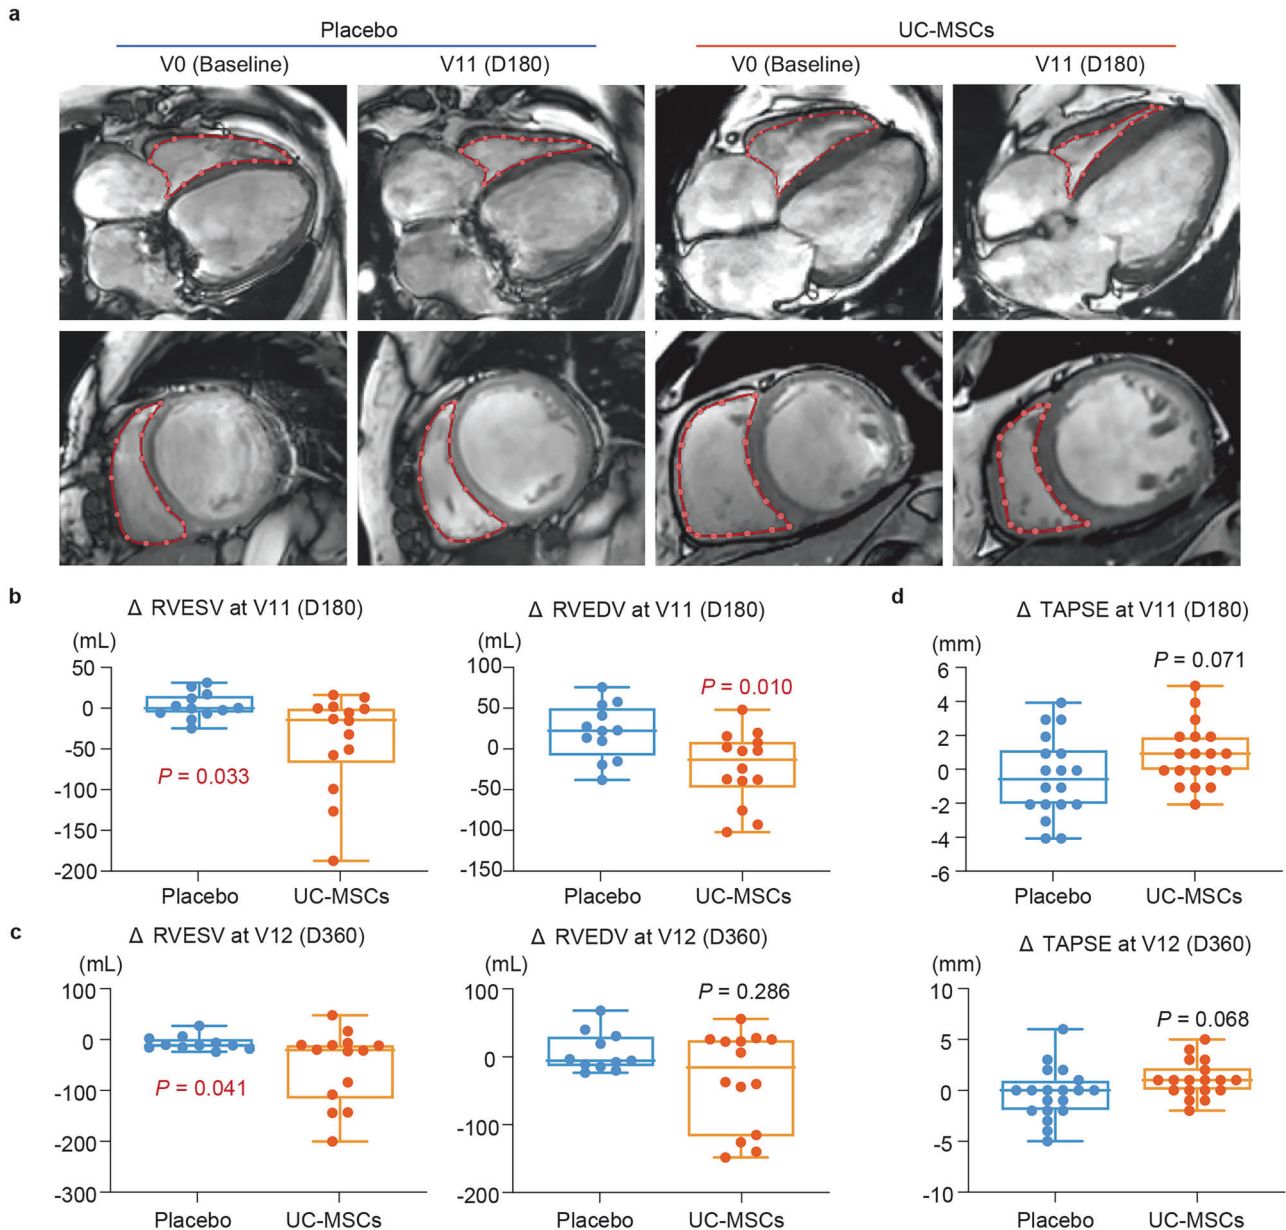 a
Placebo
UC-MSCs
V0 (Baseline)
V11 (D180)
V0 (Baseline)
V11 (D180)
b
Δ RVESV at V11 (D180)
(mL)
50
0
-50
-100
-150
-200
P = 0.033
Placebo
UC-MSCs
Δ RVEDV at V11 (D180)
(mL)
100
50
0
-50
-100
-150
P = 0.010
Placebo
UC-MSCs
d
Δ TAPSE at V11 (D180)
(mm)
6
4
2
0
-2
-4
-6
P = 0.071
Placebo
UC-MSCs
c
Δ RVESV at V12 (D360)
(mL)
100
0
-100
-200
-300
P = 0.041
Placebo
UC-MSCs
Δ RVEDV at V12 (D360)
(mL)
100
0
-100
-200
P = 0.286
Placebo
UC-MSCs
Δ TAPSE at V12 (D360)
(mm)
10
5
0
-5
-10
P = 0.068
Placebo
UC-MSCs